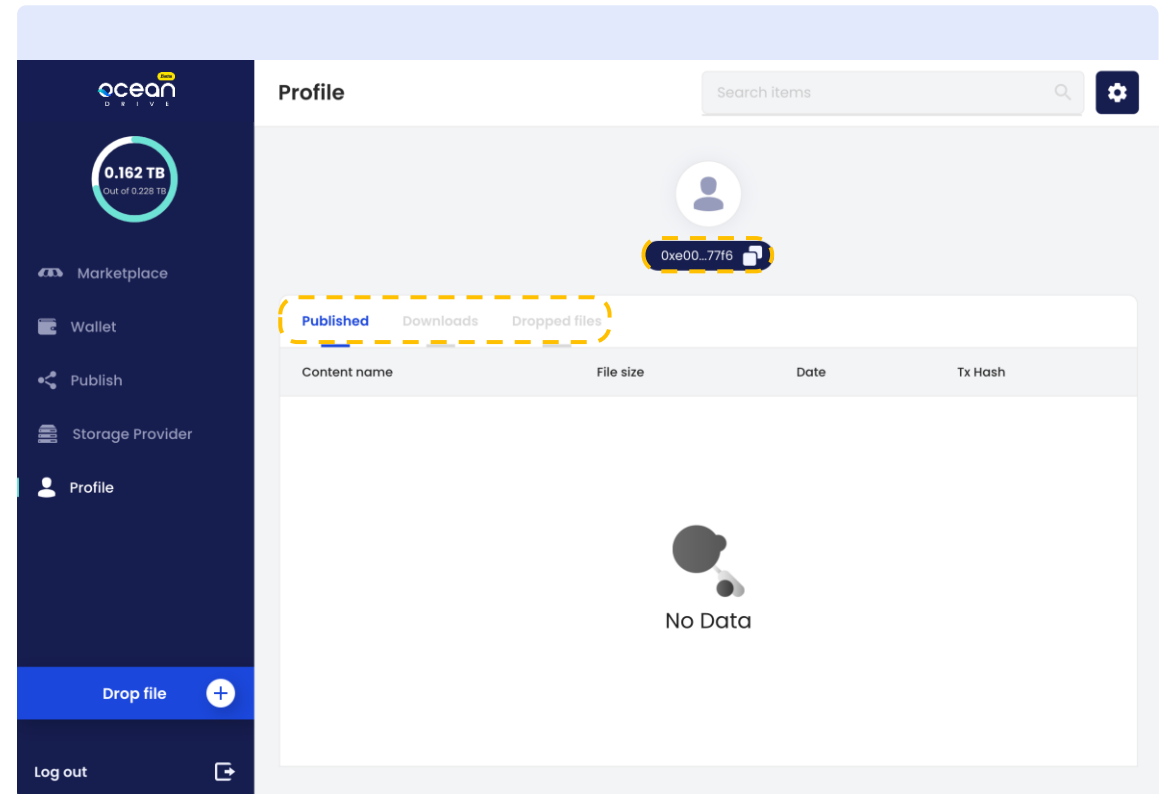 Beta
ocean
DRIVE
0.162 TB
Out of 0.228 TB
Marketplace
Wallet
Publish
Storage Provider
Profile
Drop file
Log out
Profile
Search items
0xe00...77f6
Published Downloads Dropped files
Content name File size Date Tx Hash
No Data